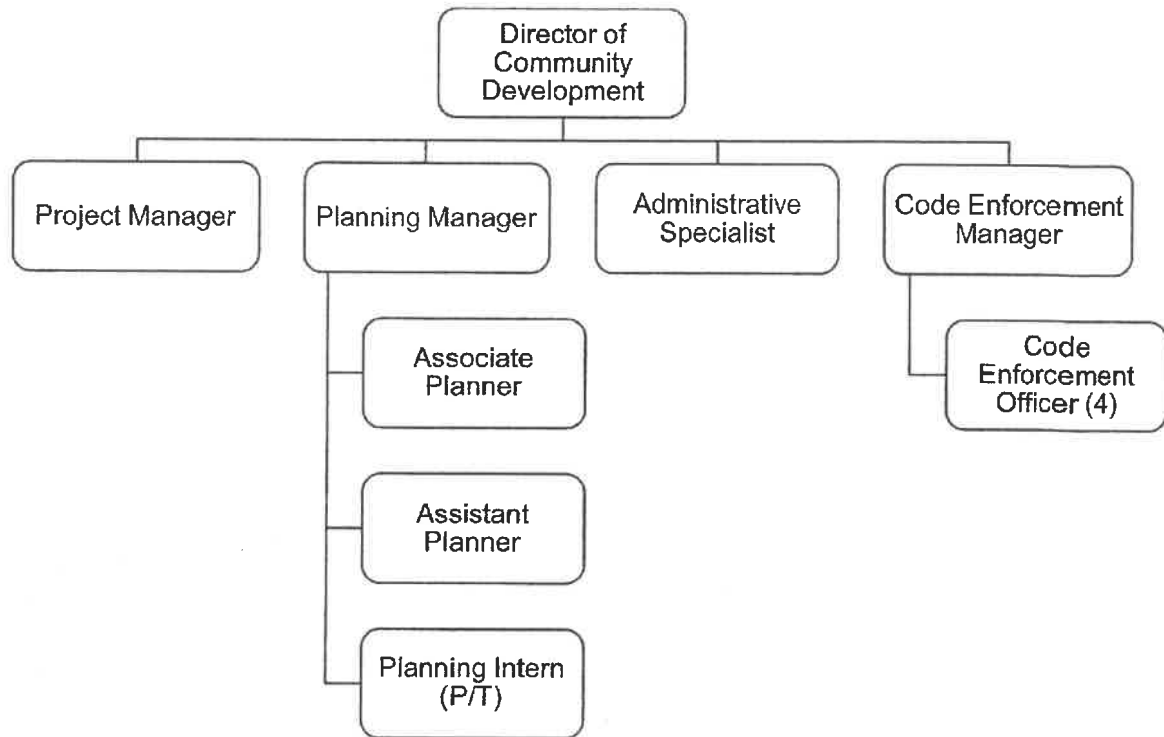 Director of
Community
Development
Project Manager
Planning Manager
Administrative
Specialist
Code Enforcement
Manager
Associate
Planner
Code
Enforcement
Officer (4)
Assistant
Planner
Planning Intern
(P/T)